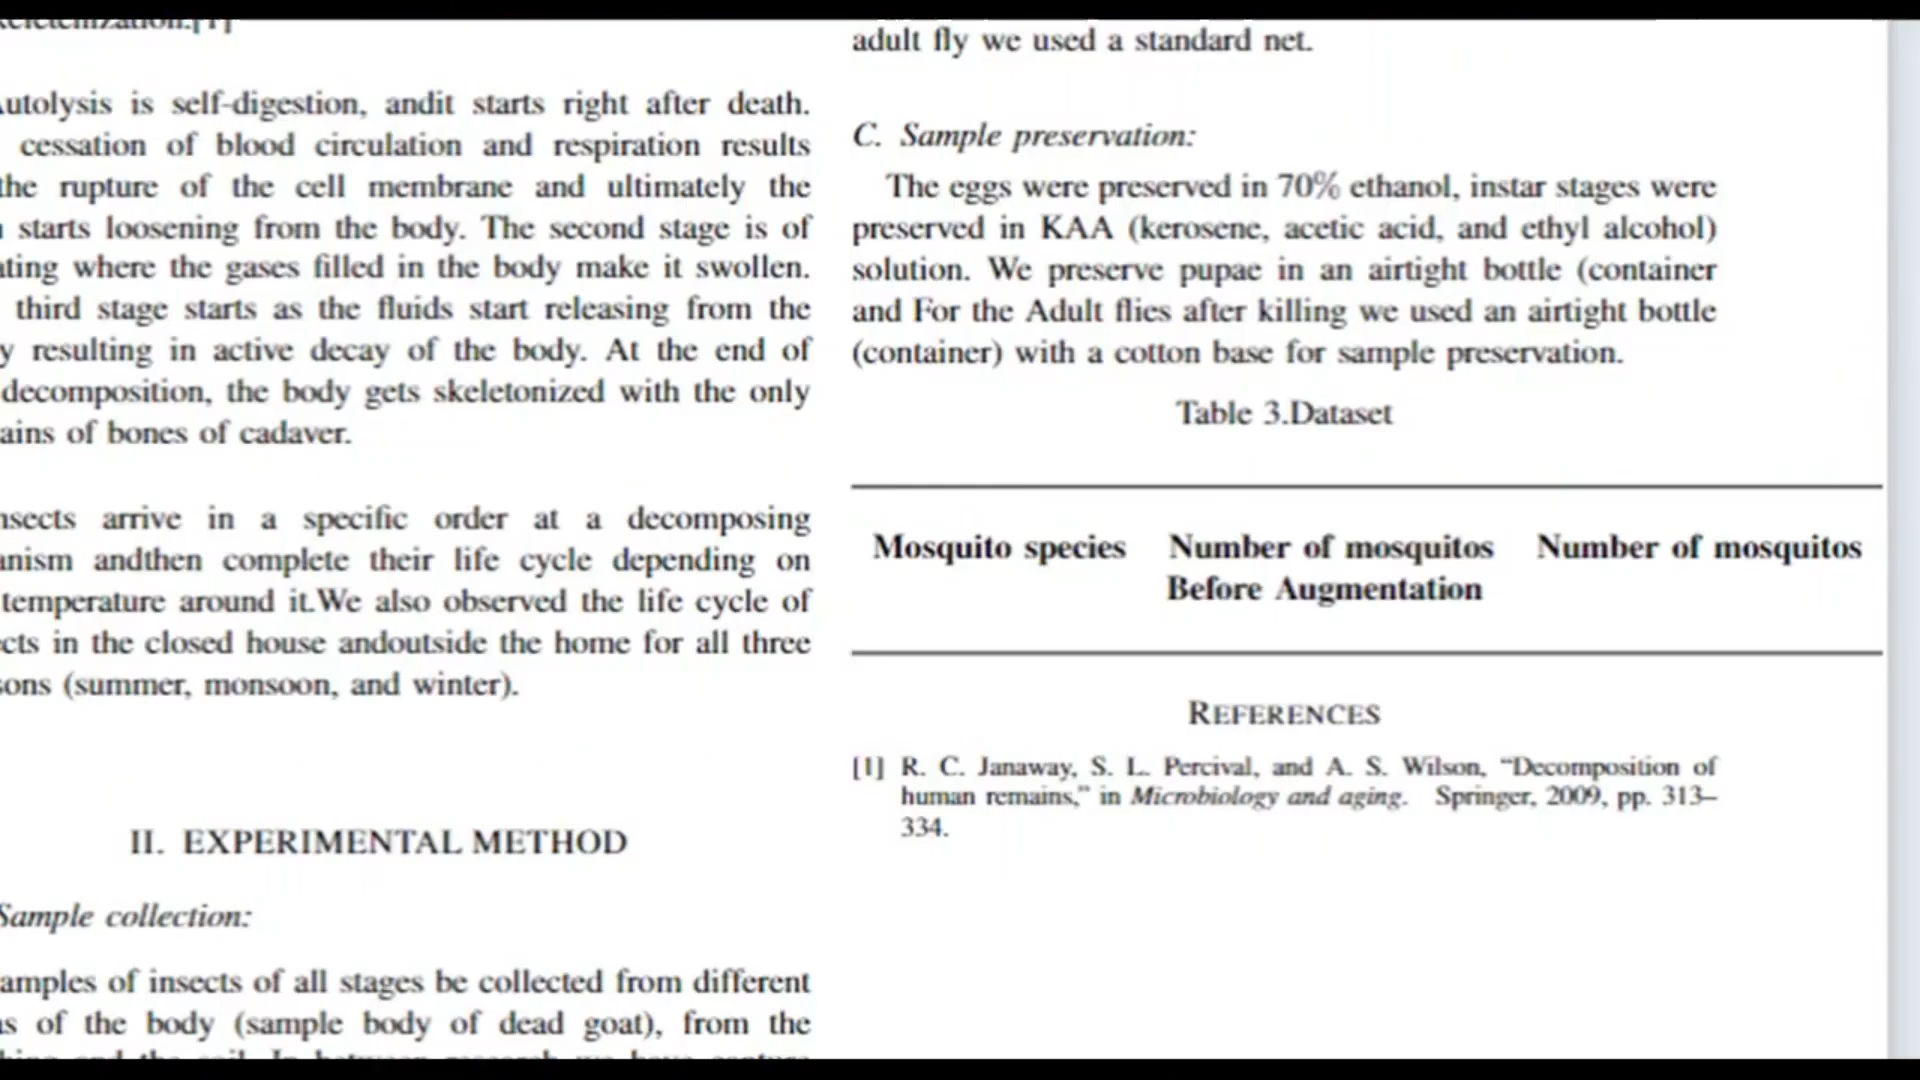 utolysis is self-digestion, andit starts right after death.
cessation of blood circulation and respiration results
the rupture of the cell membrane and ultimately the
starts loosening from the body. The second stage is of
ating where the gases filled in the body make it swollen.
third stage starts as the fluids start releasing from the
y resulting in active decay of the body. At the end of
decomposition, the body gets skeletonized with the only
ains of bones of cadaver.
nsects arrive in a specific order at a decomposing
anism andthen complete their life cycle depending on
temperature around it.We also observed the life cycle of
cts in the closed house andoutside the home for all three
sons (summer, monsoon, and winter).
II. EXPERIMENTAL METHOD
Sample collection:
amples of insects of all stages be collected from different
s of the body (sample body of dead goat), from the
adult fly we used a standard net.
C. Sample preservation:
The eggs were preserved in 70% ethanol, instar stages were
preserved in KAA (kerosene, acetic acid, and ethyl alcohol)
solution. We preserve pupae in an airtight bottle (container
and For the Adult flies after killing we used an airtight bottle
(container) with a cotton base for sample preservation.
Table 3.Dataset
Mosquito species Number of mosquitos Number of mosquitos
Before Augmentation
REFERENCES
[1] R. C. Janaway, S. L. Percival, and A. S. Wilson, “Decomposition of
human remains,” in Microbiology and aging. Springer, 2009, pp. 313–
334.